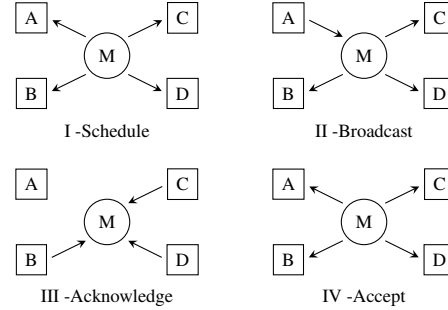 A C A C
M M
B D B D
I -Schedule II -Broadcast
A C A C
M M
B D B D
III -Acknowledge IV -Accept